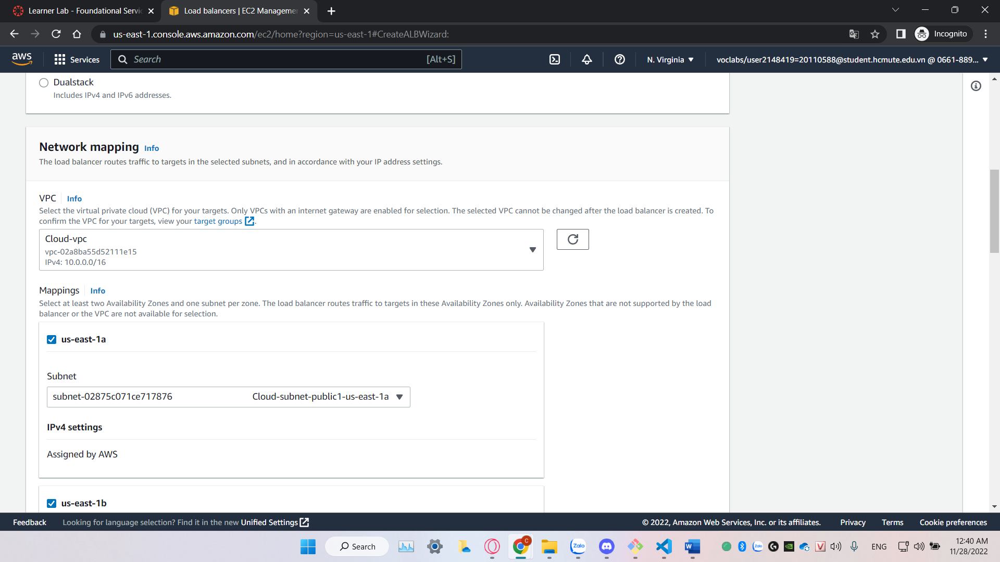 Learner Lab - Foundational Servic
Load balancers | EC2 Managemen
us-east-1.console.aws.amazon.com/ec2/home?region=us-east-1#CreateALBWizard:
Incognito
aws
Services
Search
[Alt+S]
N. Virginia
voclabs/user2148419=20110588@student.hcmute.edu.vn @ 0661-889...
Dualstack
Includes IPv4 and IPv6 addresses.
Network mapping Info
The load balancer routes traffic to targets in the selected subnets, and in accordance with your IP address settings.
VPC Info
Select the virtual private cloud (VPC) for your targets. Only VPCs with an internet gateway are enabled for selection. The selected VPC cannot be changed after the load balancer is created. To
confirm the VPC for your targets, view your target groups.
Cloud-vpc
vpc-02a8ba55d52111e15
IPv4: 10.0.0.0/16
Mappings Info
Select at least two Availability Zones and one subnet per zone. The load balancer routes traffic to targets in these Availability Zones only. Availability Zones that are not supported by the load
balancer or the VPC are not available for selection.
us-east-1a
Subnet
subnet-02875c071ce717876 Cloud-subnet-public1-us-east-1a
IPv4 settings
Assigned by AWS
us-east-1b
Feedback
Looking for language selection? Find it in the new Unified Settings
© 2022, Amazon Web Services, Inc. or its affiliates.
Privacy
Terms
Cookie preferences
Search
C
Zalo
W
Zalo
V
ENG
12:40 AM
11/28/2022